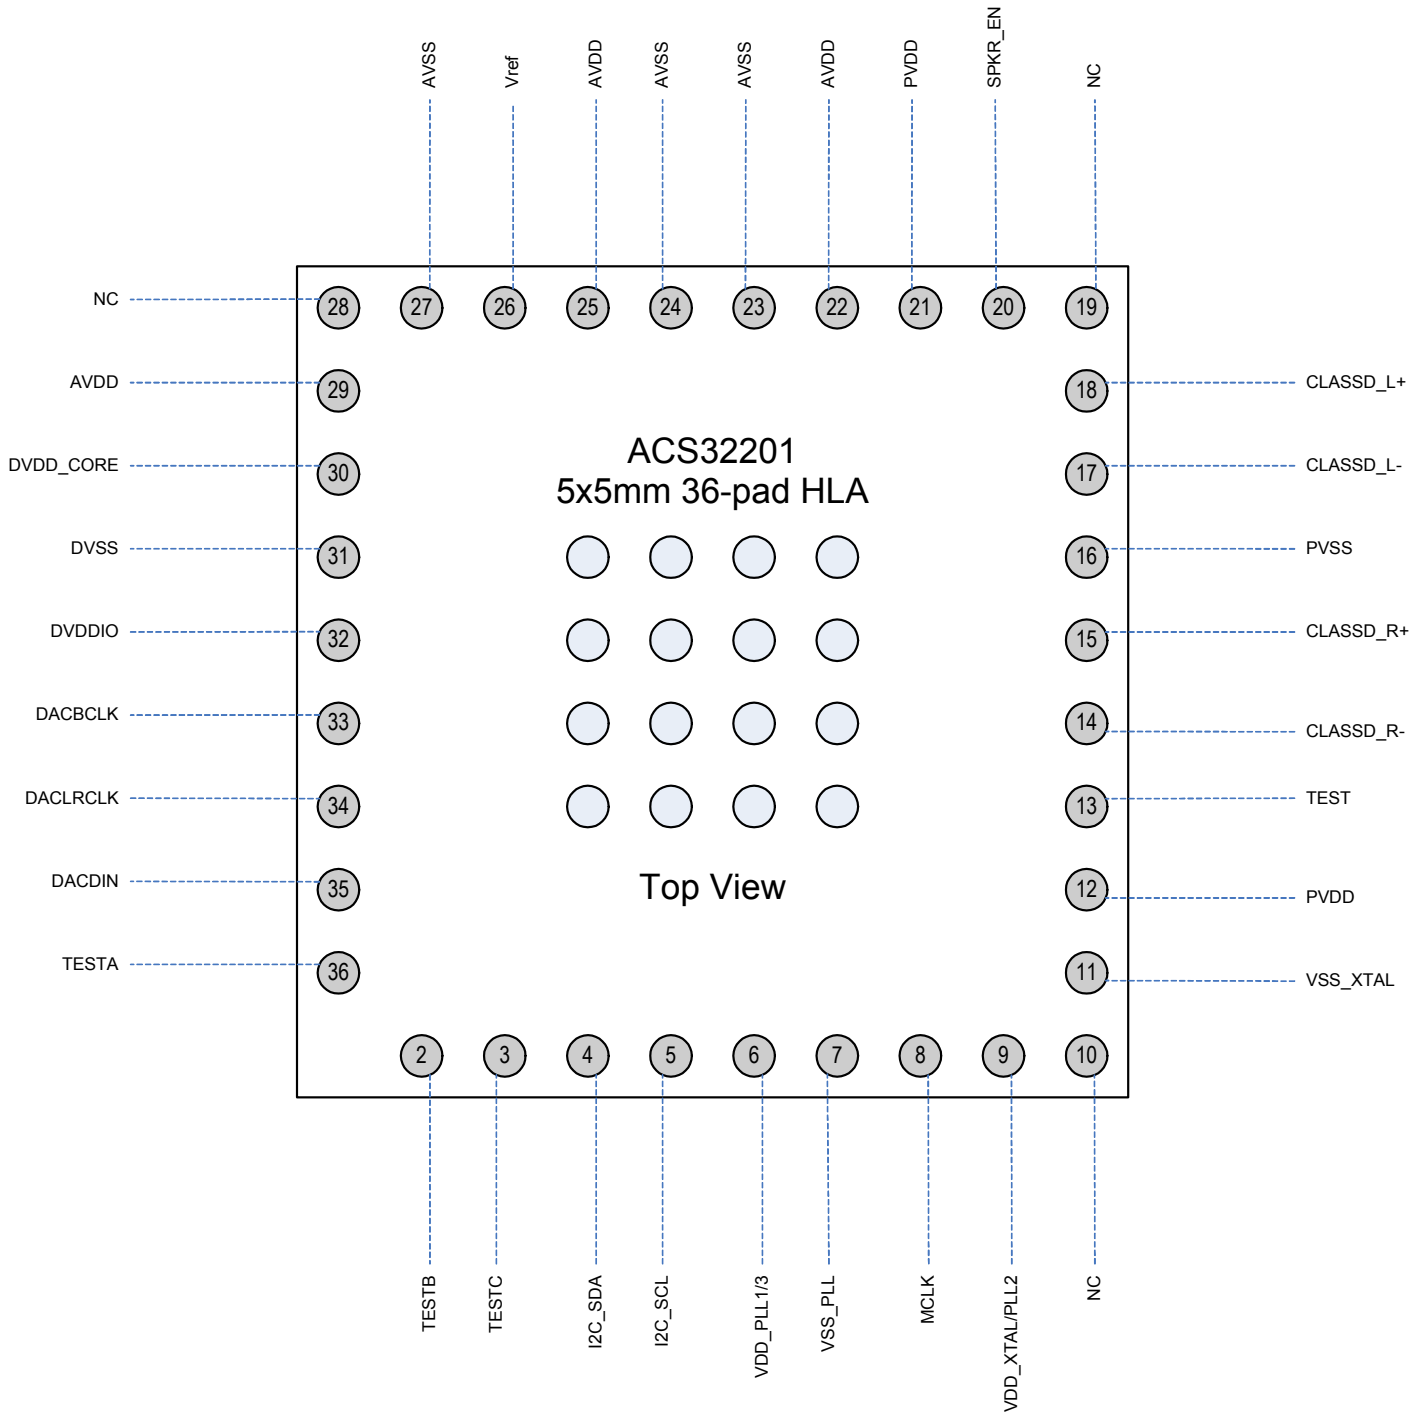 AVSS
Vref
AVDD
AVSS
AVSS
AVDD
PVDD
SPKR_EN
NC
NC
28
27
26
25
24
23
22
21
20
19
AVDD
29
18
CLASSD_L+
DVDD_CORE
30
ACS32201
5x5mm 36-pad HLA
17
CLASSD_L-
DVSS
31
16
PVSS
DVDDIO
32
15
CLASSD_R+
DACBCLK
33
14
CLASSD_R-
DACLRCLK
34
13
TEST
DACDIN
35
Top View
12
PVDD
TESTA
36
11
VSS_XTAL
2
3
4
5
6
7
8
9
10
TESTB
TESTC
I2C_SDA
I2C_SCL
VDD_PLL1/3
VSS_PLL
MCLK
VDD_XTAL/PLL2
NC